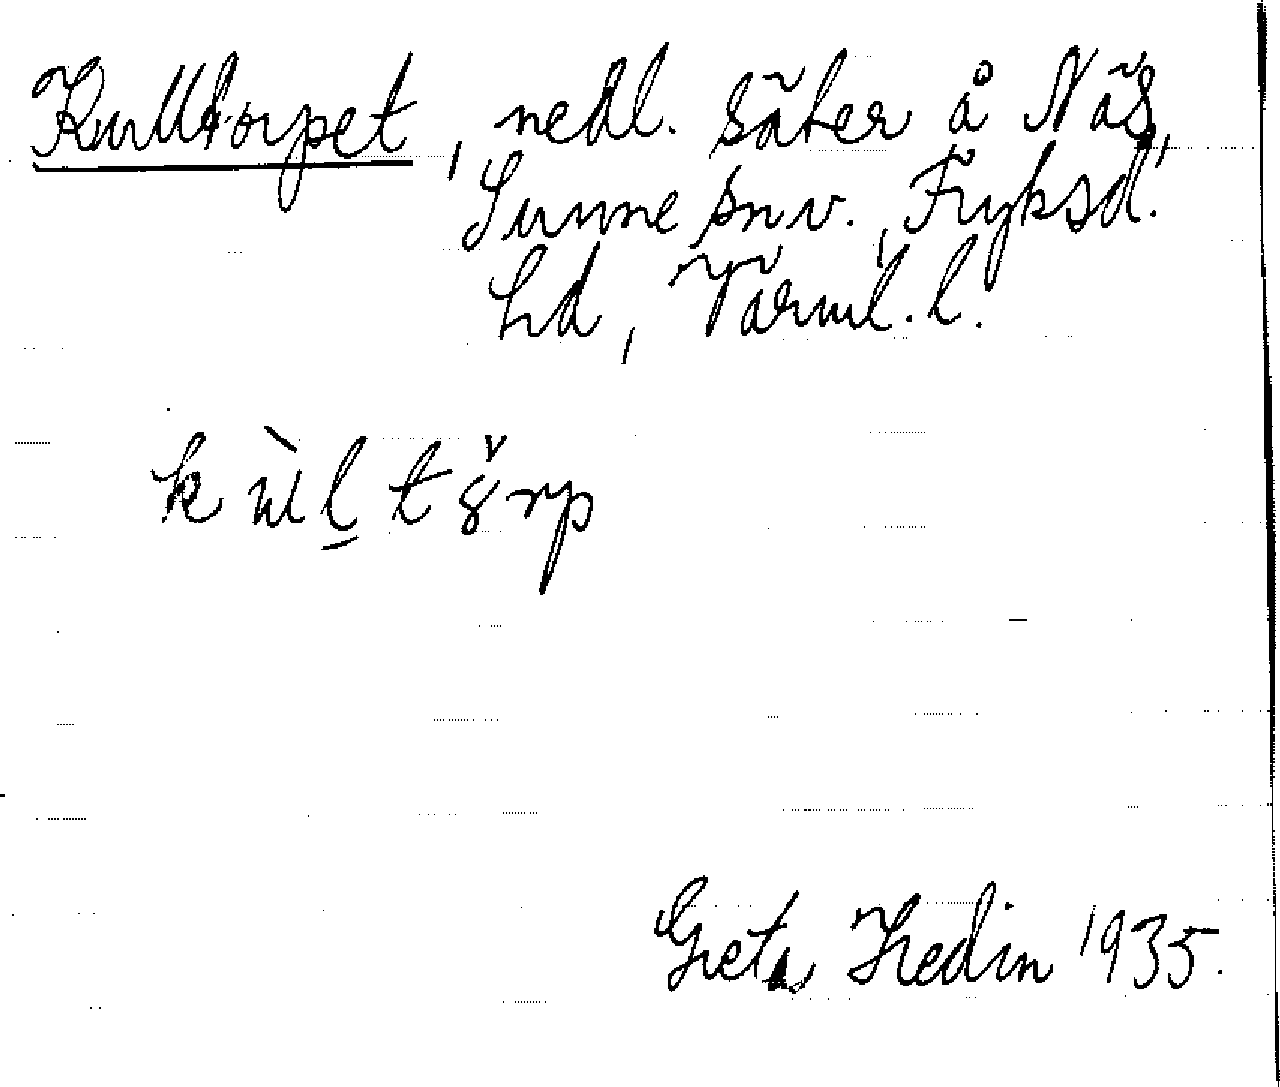 Kulltorpet, nedl. säter å Näs,
Sunne snv., Fryksd.
hd, Värml. l.
Greta Hedin 1935.